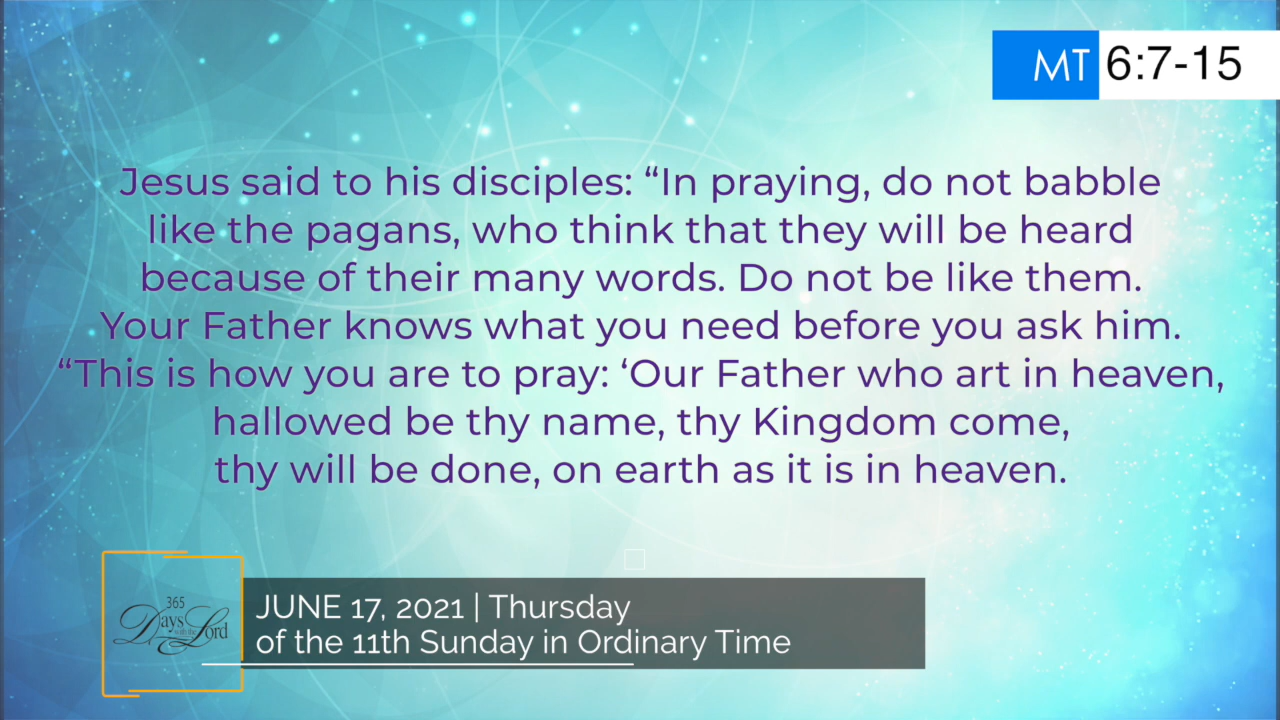 MT 6:7-15
Jesus said to his disciples: “In praying, do not babble
like the pagans, who think that they will be heard
because of their many words. Do not be like them.
Your Father knows what you need before you ask him.
“This is how you are to pray: ‘Our Father who art in heaven,
hallowed be thy name, thy Kingdom come,
thy will be done, on earth as it is in heaven.
365
Days with the Lord
JUNE 17, 2021 | Thursday
of the 11th Sunday in Ordinary Time